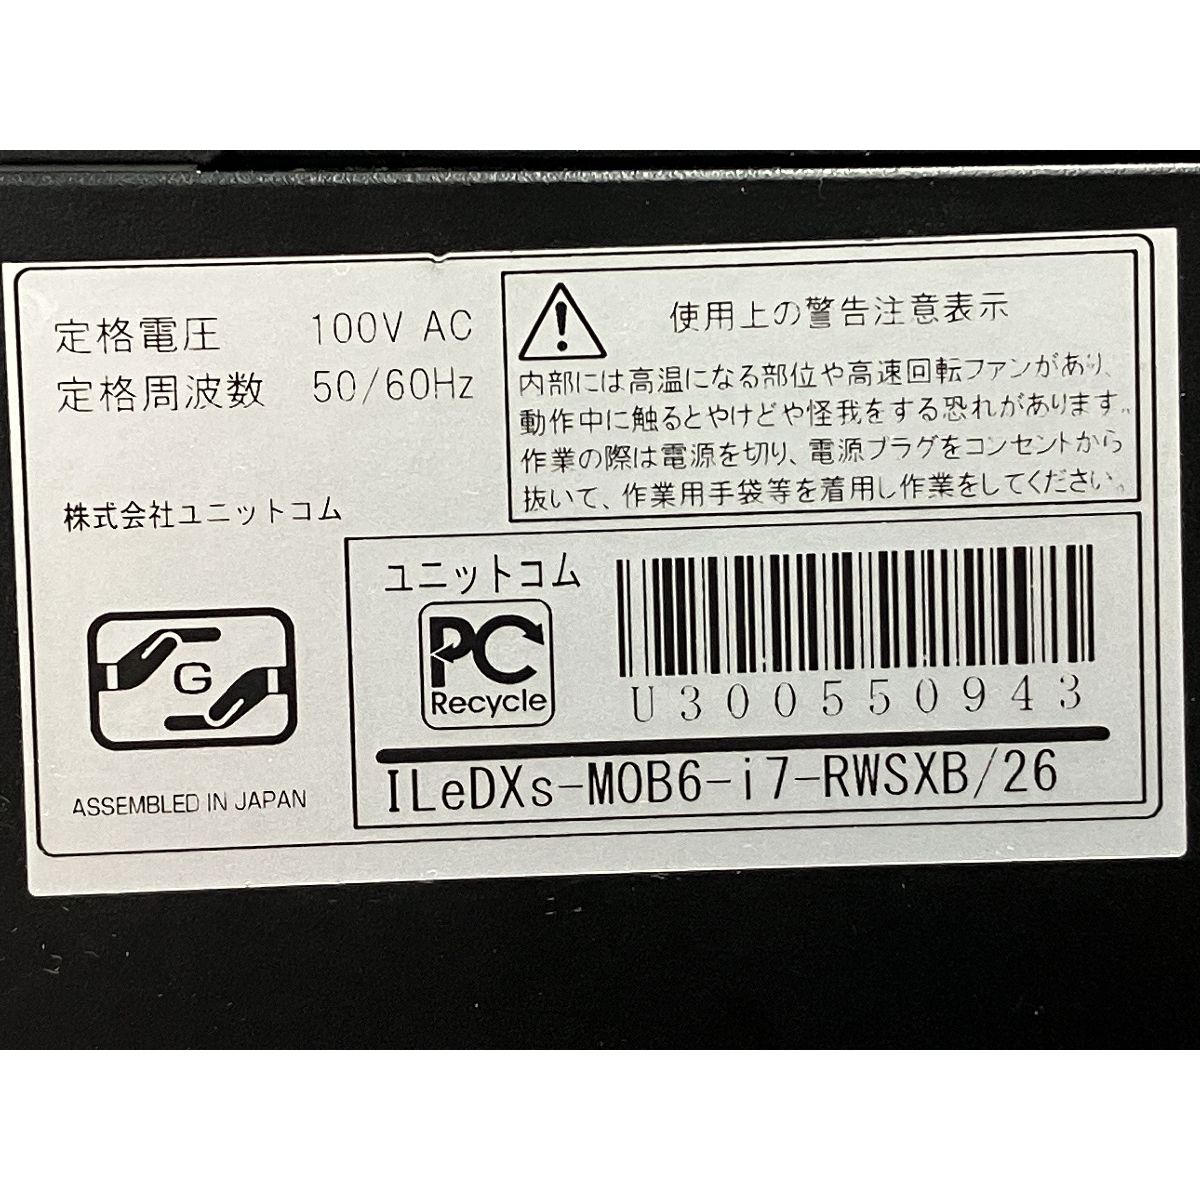 定格電圧 100V AC
定格周波数 50/60Hz
株式会社ユニットコム
G
ASSEMBLED IN JAPAN
使用上の警告注意表示
内部には高温になる部位や高速回転ファンがあり、
動作中に触るとやけどや怪我をする恐れがあります。
作業の際は電源を切り、電源プラグをコンセントから
抜いて、作業用手袋等を着用し作業をしてください。
ユニットコム
PC
Recycle
U300550943
ILeDXs-M0B6-i7-RWSXB/26